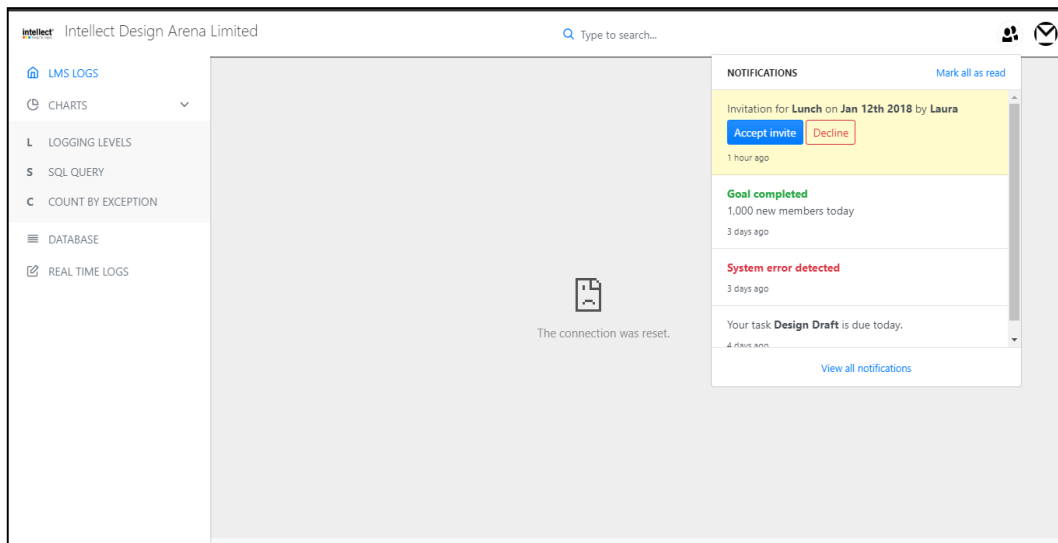 intellect Intellect Design Arena Limited
Type to search...
LMS LOGS
CHARTS
L LOGGING LEVELS
S SQL QUERY
C COUNT BY EXCEPTION
DATABASE
REAL TIME LOGS
The connection was reset.
NOTIFICATIONS Mark all as read
Invitation for Lunch on Jan 12th 2018 by Laura
Accept invite Decline
1 hour ago
Goal completed
1,000 new members today
3 days ago
System error detected
3 days ago
Your task Design Draft is due today.
4 days ago
View all notifications